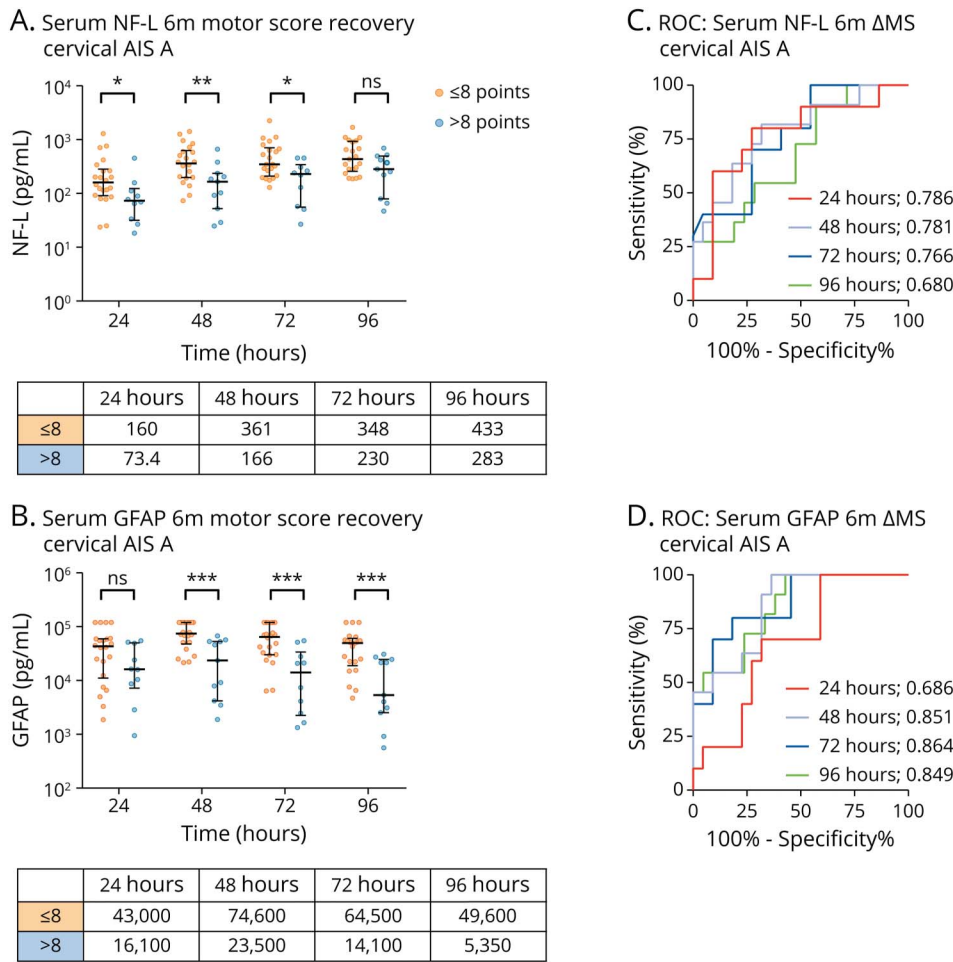 A. Serum NF-L 6m motor score recovery
cervical AIS A
NF-L (pg/mL)
10⁴
10³
10²
10¹
10⁰
* ** * ns
≤8 points
>8 points
24 48 72 96
Time (hours)
24 hours 48 hours 72 hours 96 hours
≤8 160 361 348 433
>8 73.4 166 230 283
C. ROC: Serum NF-L 6m ΔMS
cervical AIS A
Sensitivity (%)
100
75
50
25
0
24 hours; 0.786
48 hours; 0.781
72 hours; 0.766
96 hours; 0.680
0 25 50 75 100
100% - Specificity%
B. Serum GFAP 6m motor score recovery
cervical AIS A
GFAP (pg/mL)
10⁶
10⁵
10⁴
10³
10²
ns *** *** ***
24 48 72 96
Time (hours)
24 hours 48 hours 72 hours 96 hours
≤8 43,000 74,600 64,500 49,600
>8 16,100 23,500 14,100 5,350
D. ROC: Serum GFAP 6m ΔMS
cervical AIS A
Sensitivity (%)
100
75
50
25
0
24 hours; 0.686
48 hours; 0.851
72 hours; 0.864
96 hours; 0.849
0 25 50 75 100
100% - Specificity%